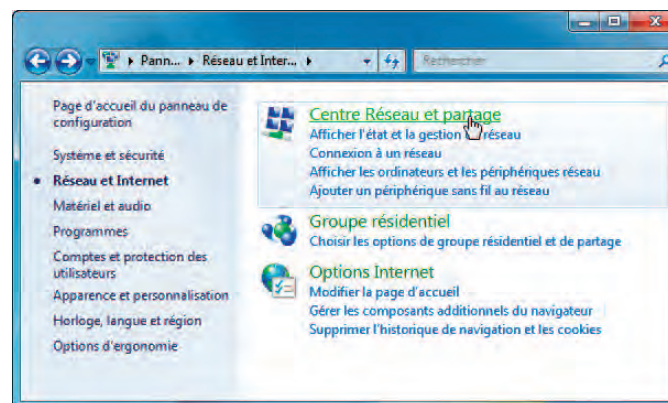 Pann... Réseau et Inter...
Rechercher
Page d'accueil du panneau de
configuration
Système et sécurité
Réseau et Internet
Matériel et audio
Programmes
Comptes et protection des
utilisateurs
Apparence et personnalisation
Horloge, langue et région
Options d'ergonomie
Centre Réseau et partage
Afficher l'état et la gestion réseau
Connexion à un réseau
Afficher les ordinateurs et les périphériques réseau
Ajouter un périphérique sans fil au réseau
Groupe résidentiel
Choisir les options de groupe résidentiel et de partage
Options Internet
Modifier la page d'accueil
Gérer les composants additionnels du navigateur
Supprimer l'historique de navigation et les cookies